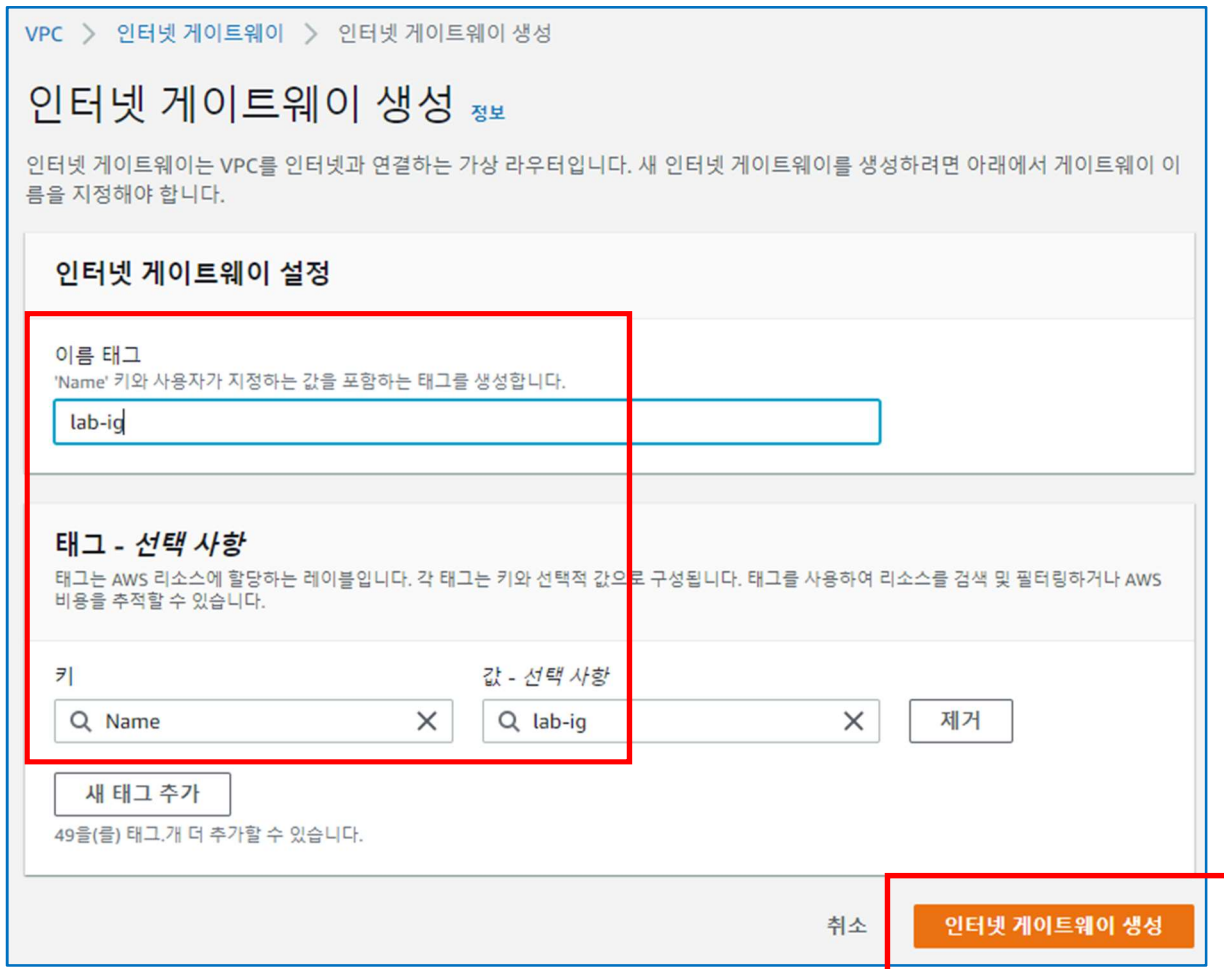 VPC > 인터넷 게이트웨이 > 인터넷 게이트웨이 생성
인터넷 게이트웨이 생성 정보
인터넷 게이트웨이는 VPC를 인터넷과 연결하는 가상 라우터입니다. 새 인터넷 게이트웨이를 생성하려면 아래에서 게이트웨이 이
름을 지정해야 합니다.
인터넷 게이트웨이 설정
이름 태그
'Name' 키와 사용자가 지정하는 값을 포함하는 태그를 생성합니다.
lab-ig
태그 - 선택 사항
태그는 AWS 리소스에 할당하는 레이블입니다. 각 태그는 키와 선택적 값으로 구성됩니다. 태그를 사용하여 리소스를 검색 및 필터링하거나 AWS
비용을 추적할 수 있습니다.
키 값 - 선택 사항
Name lab-ig 제거
새 태그 추가
49을(를) 태그.개 더 추가할 수 있습니다.
취소 인터넷 게이트웨이 생성